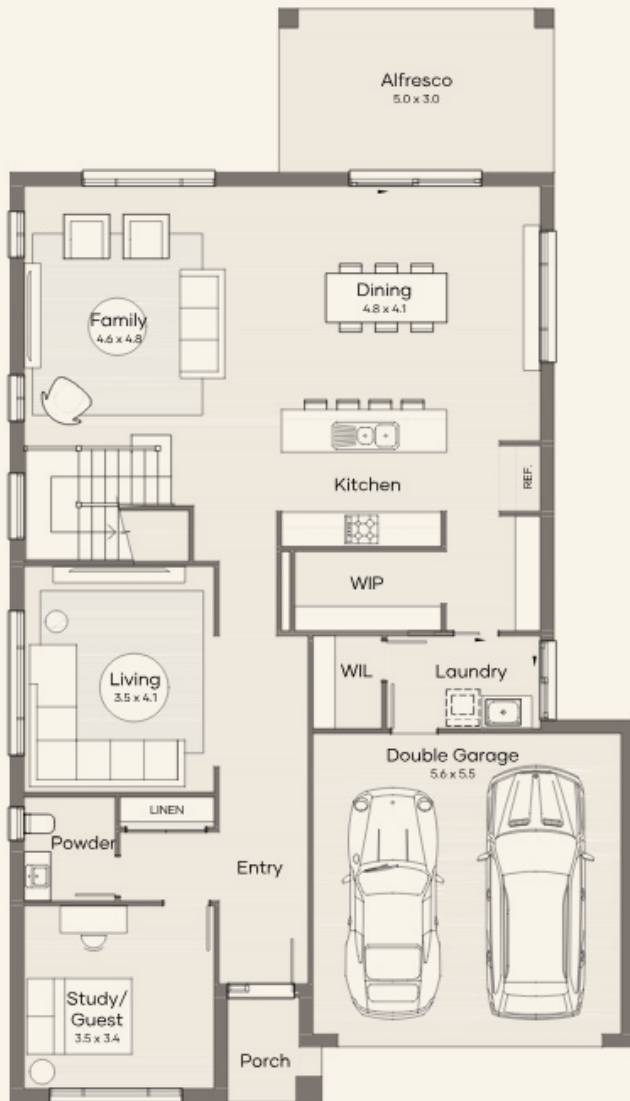 Alfresco
5.0 x 3.0
Family
4.6 x 4.8
Dining
4.8 x 4.1
Kitchen
REF.
WIP
Living
3.5 x 4.1
WIL
Laundry
Double Garage
5.6 x 5.5
LINEN
Powder
Entry
Study/
Guest
3.5 x 3.4
Porch